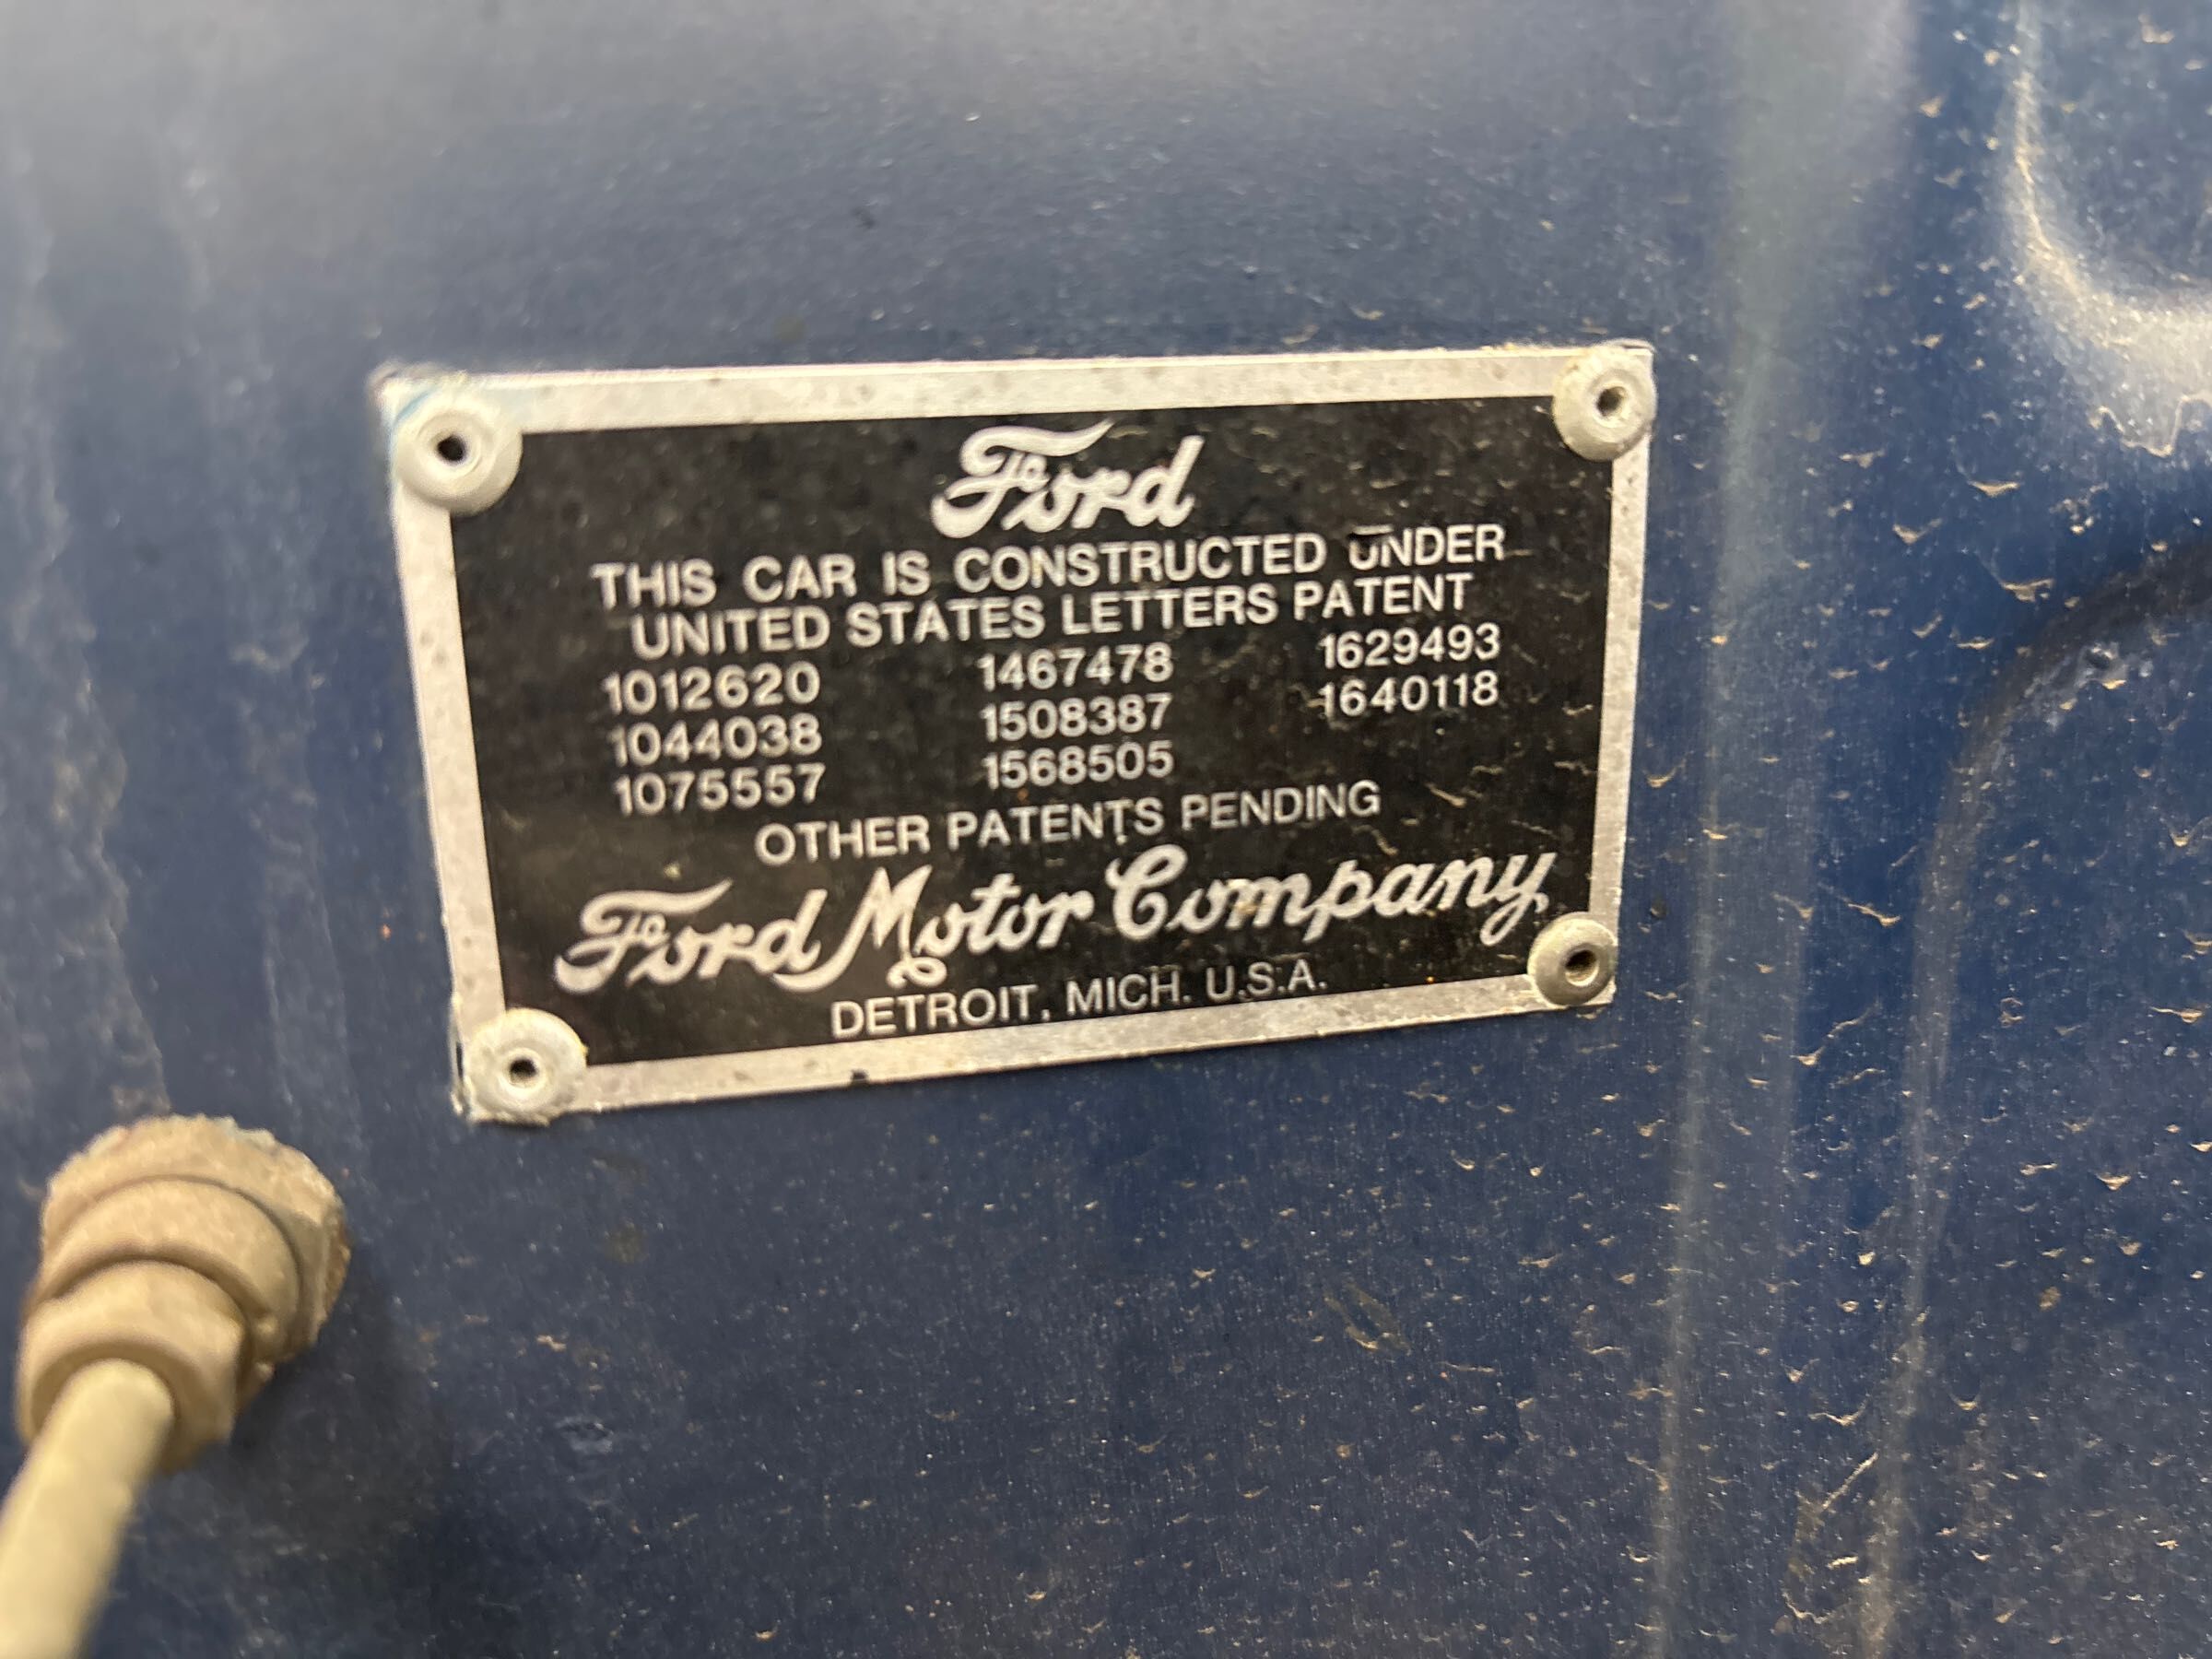 Ford
THIS CAR IS CONSTRUCTED UNDER
UNITED STATES LETTERS PATENT
1012620 1467478 1629493
1044038 1508387 1640118
1075557 1568505
OTHER PATENTS PENDING
Ford Motor Company
DETROIT, MICH. U.S.A.